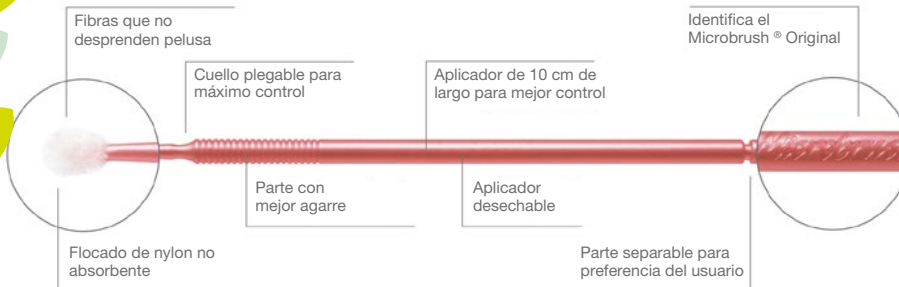 Fibras que no
desprenden pelusa
Identifica el
Microbrush ® Original
Cuello plegable para
máximo control
Aplicador de 10 cm de
largo para mejor control
Parte con
mejor agarre
Aplicador
desechable
Flocado de nylon no
absorbente
Parte separable para
preferencia del usuario